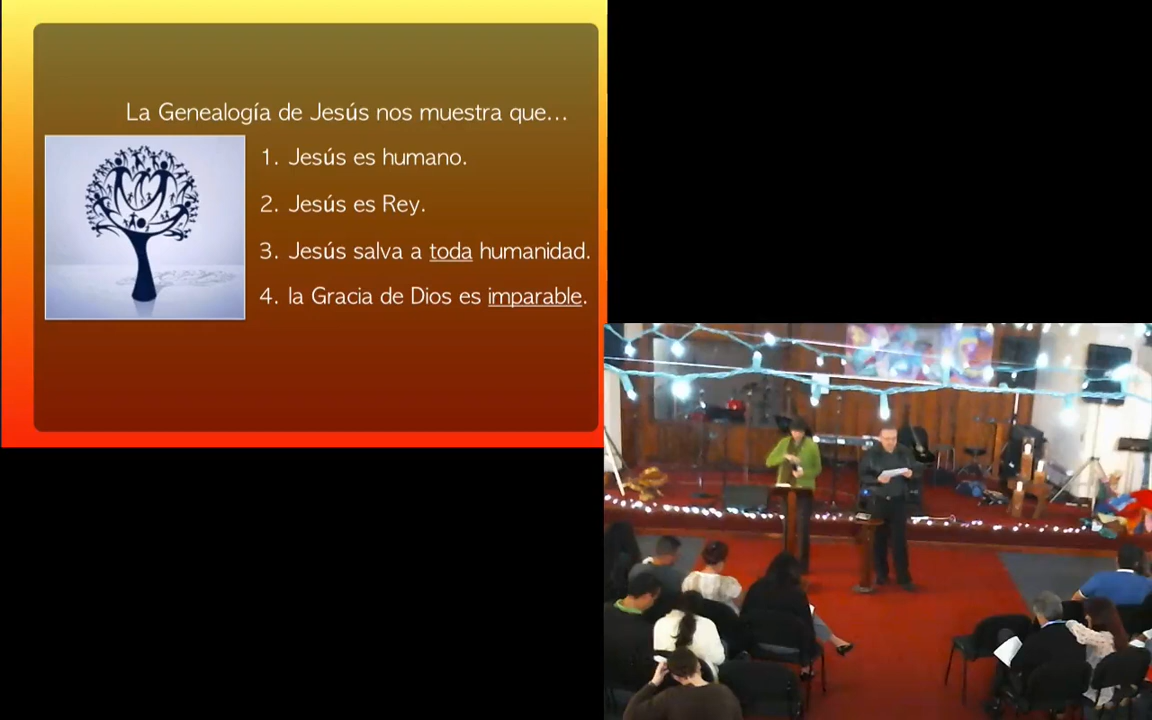 La Genealogía de Jesús nos muestra que...
1. Jesús es humano.
2. Jesús es Rey.
3. Jesús salva a toda humanidad.
4. la Gracia de Dios es imparable.